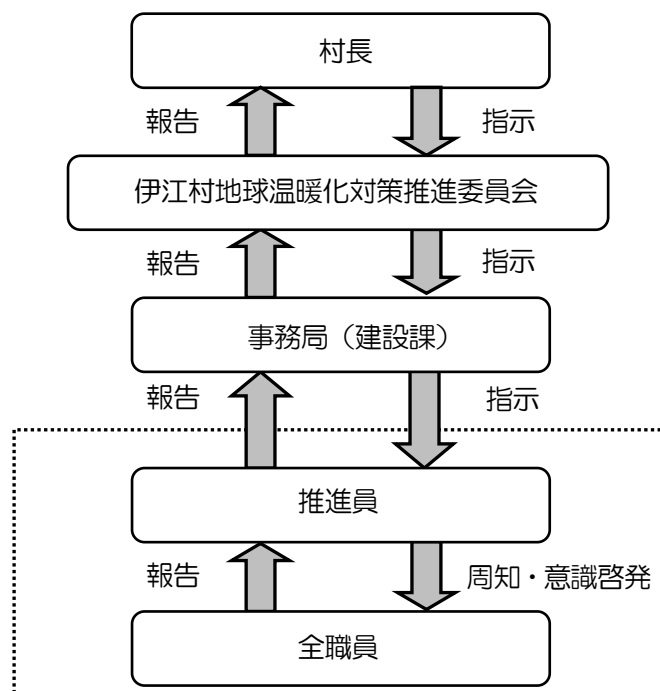 村長
報告
指示
伊江村地球温暖化対策推進委員会
報告
指示
事務局（建設課）
報告
指示
推進員
報告
周知・意識啓発
全職員